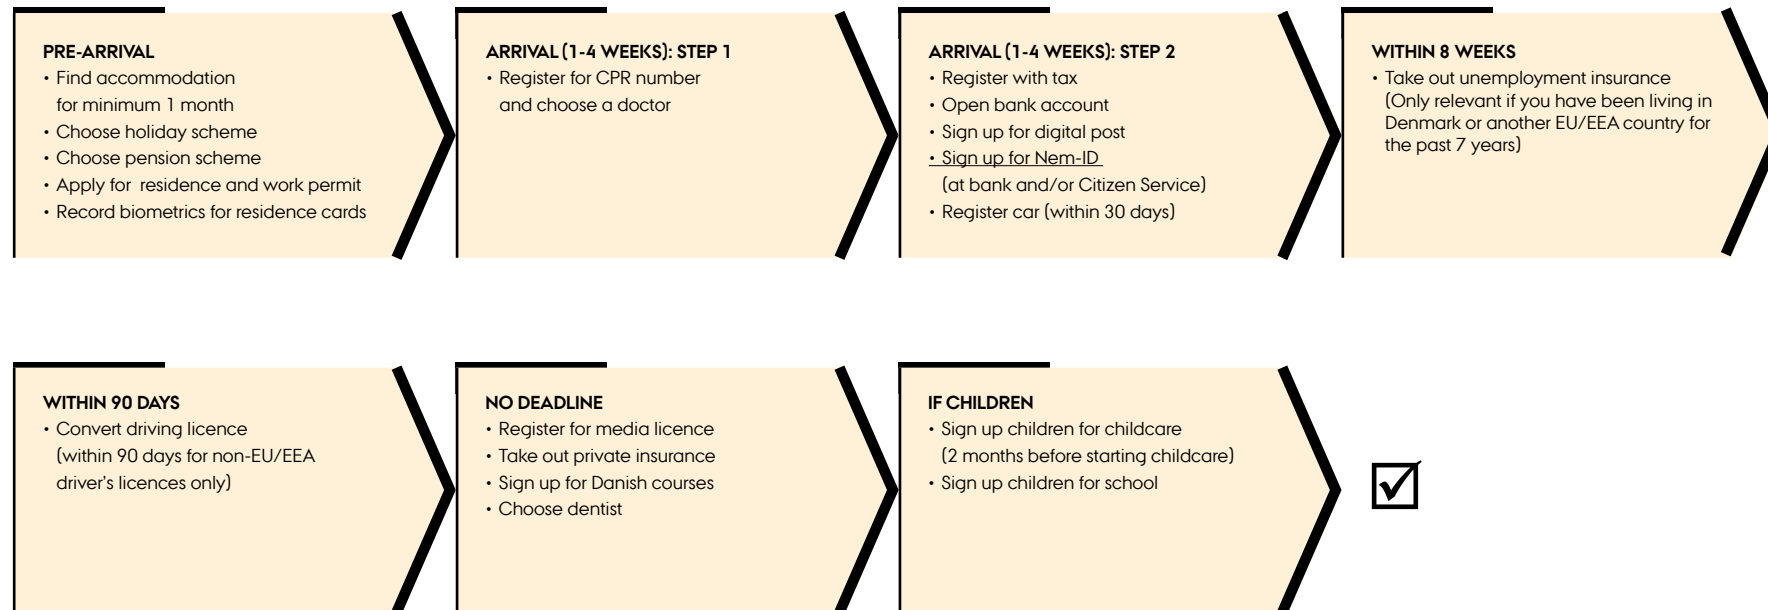 PRE-ARRIVAL
• Find accommodation
for minimum 1 month
• Choose holiday scheme
• Choose pension scheme
• Apply for residence and work permit
• Record biometrics for residence cards
ARRIVAL (1-4 WEEKS): STEP 1
• Register for CPR number
and choose a doctor
ARRIVAL (1-4 WEEKS): STEP 2
• Register with tax
• Open bank account
• Sign up for digital post
• Sign up for Nem-ID
(at bank and/or Citizen Service)
• Register car (within 30 days)
WITHIN 8 WEEKS
• Take out unemployment insurance
(Only relevant if you have been living in
Denmark or another EU/EEA country for
the past 7 years)
WITHIN 90 DAYS
• Convert driving licence
(within 90 days for non-EU/EEA
driver's licences only)
NO DEADLINE
• Register for media licence
• Take out private insurance
• Sign up for Danish courses
• Choose dentist
IF CHILDREN
• Sign up children for childcare
(2 months before starting childcare)
• Sign up children for school